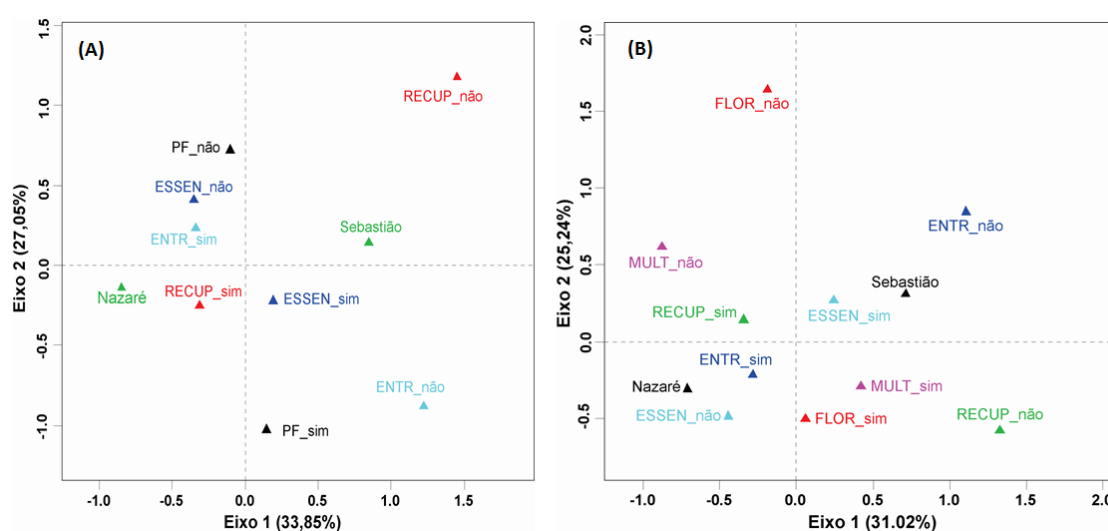 (A)
1.5
1.0
0.5
0.0
-0.5
-1.0
Eixo 2 (27,05%)
RECUP_não
PF_não
ESSEN_não
ENTR_sim
Sebastião
Nazaré
RECUP_sim
ESSEN_sim
ENTR_não
PF_sim
-1.0
-0.5
0.0
0.5
1.0
1.5
Eixo 1 (33,85%)
(B)
2.0
1.5
1.0
0.5
0.0
-0.5
Eixo 2 (25,24%)
FLOR_não
ENTR_não
MULT_não
Sebastião
RECUP_sim
ESSEN_sim
ENTR_sim
Nazaré
MULT_sim
ESSEN_não
FLOR_sim
RECUP_não
-1.0
-0.5
0.0
0.5
1.0
1.5
2.0
Eixo 1 (31.02%)